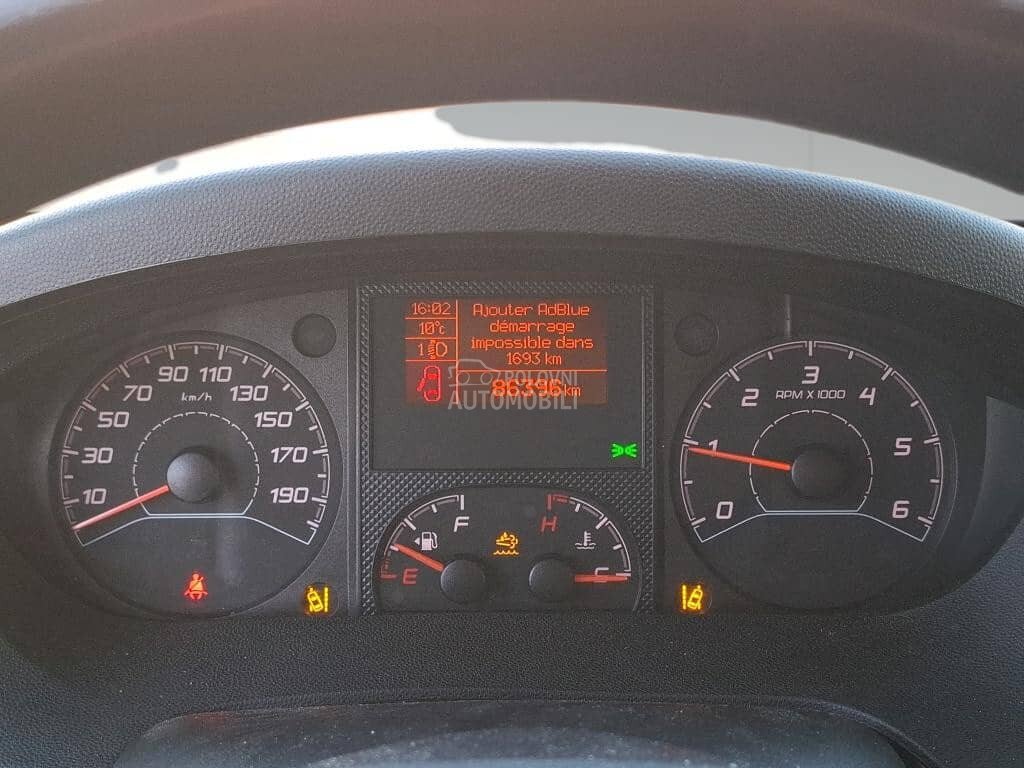 16:02
10°c
1
Ajouter AdBlue
démarrage
impossible dans
1693 km
86396 km
POLOVNI
AUTOMOBILI
10
30
50
70
90
110
130
150
170
190
km/h
0
1
2
3
4
5
6
RPM X 1000
F
E
H
C